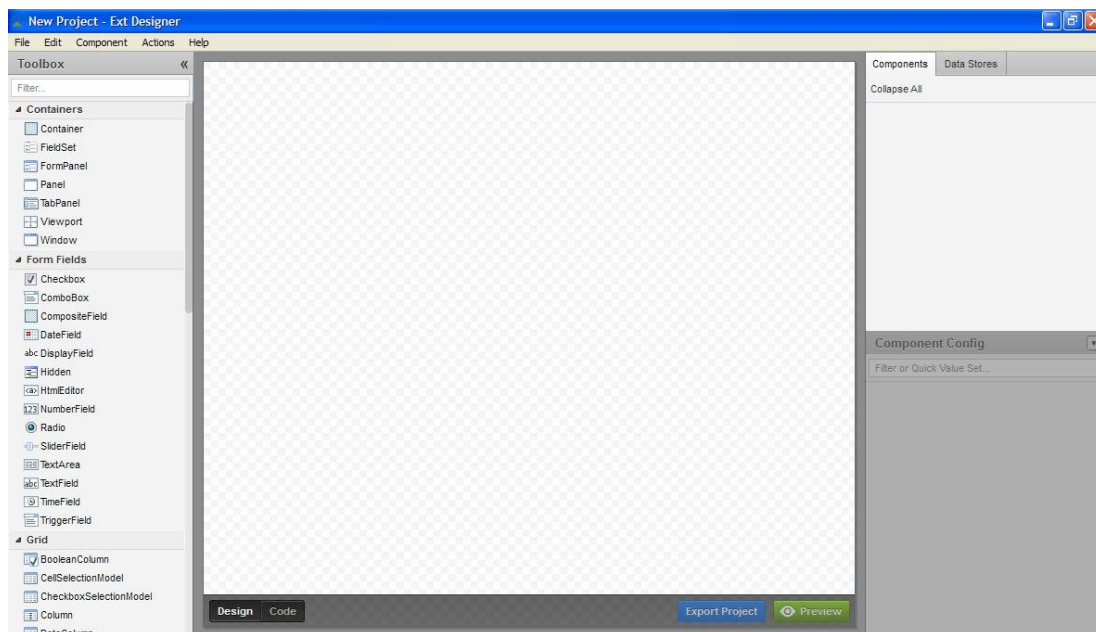 New Project - Ext Designer
File Edit Component Actions Help
Toolbox «
Filter...
Containers
Container
FieldSet
FormPanel
Panel
TabPanel
Viewport
Window
Form Fields
Checkbox
ComboBox
CompositeField
DateField
abc DisplayField
Hidden
<a> HtmlEditor
123 NumberField
Radio
SliderField
TextArea
abc TextField
TimeField
TriggerField
Grid
BooleanColumn
CellSelectionModel
CheckboxSelectionModel
Column
DateColumn
Design Code
Export Project Preview
Components Data Stores
Collapse All
Component Config
Filter or Quick Value Set...